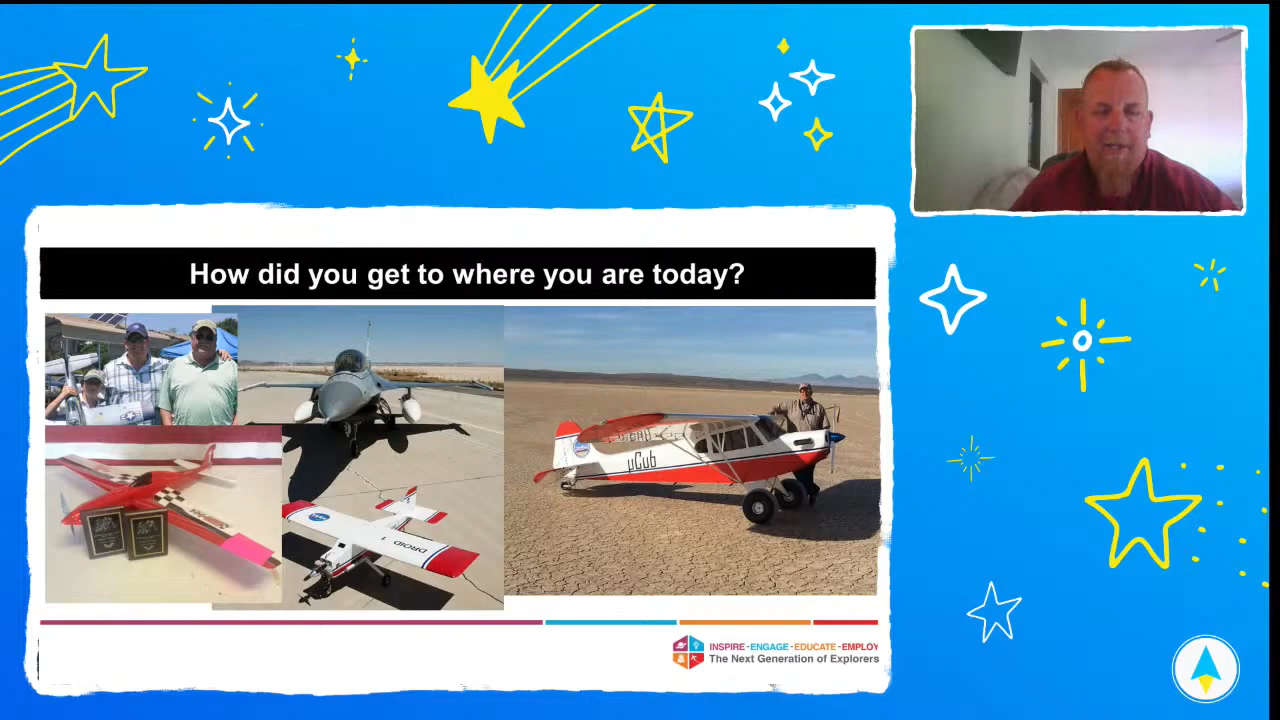 How did you get to where you are today?
µCub
DROID 1
INSPIRE - ENGAGE - EDUCATE - EMPLOY
The Next Generation of Explorers